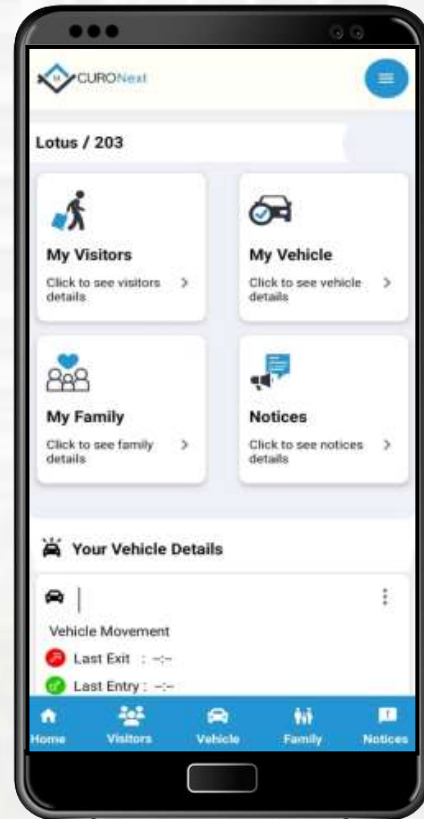 CURONext
Lotus / 203
My Visitors
Click to see visitors
details
My Vehicle
Click to see vehicle
details
My Family
Click to see family
details
Notices
Click to see notices
details
Your Vehicle Details
Vehicle Movement
Last Exit : -:-
Last Entry : -:-
Home Visitors Vehicle Family Notices